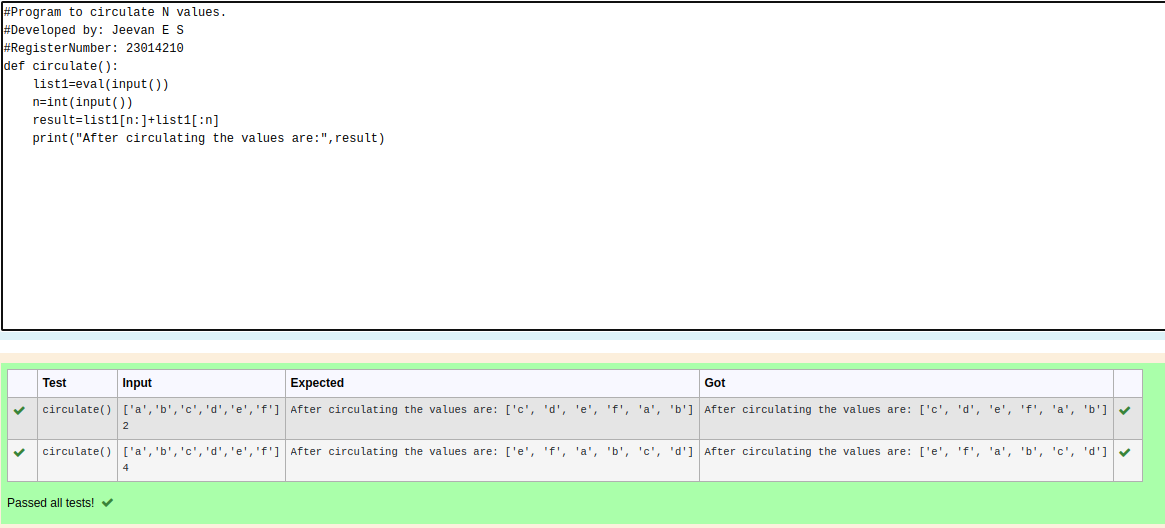 #Program to circulate N values.
#Developed by: Jeevan E S
#RegisterNumber: 23014210
def circulate():
    list1=eval(input())
    n=int(input())
    result=list1[n:]+list1[:n]
    print("After circulating the values are:",result)
Test Input Expected Got
circulate() ['a','b','c','d','e','f'] After circulating the values are: ['c', 'd', 'e', 'f', 'a', 'b'] After circulating the values are: ['c', 'd', 'e', 'f', 'a', 'b']
2
circulate() ['a','b','c','d','e','f'] After circulating the values are: ['e', 'f', 'a', 'b', 'c', 'd'] After circulating the values are: ['e', 'f', 'a', 'b', 'c', 'd']
4
Passed all tests!